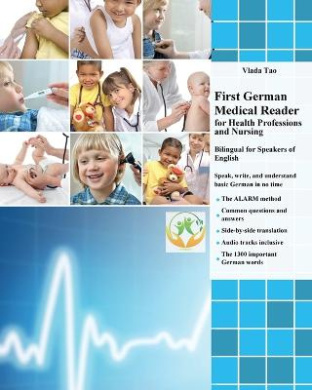 Vlada Tao
First German
Medical Reader
for Health Professions
and Nursing
Bilingual for Speakers of
English
Speak, write, and understand
basic German in no time
The ALARM method
Common questions and
answers
Side-by-side translation
Audio tracks inclusive
The 1300 important
German words